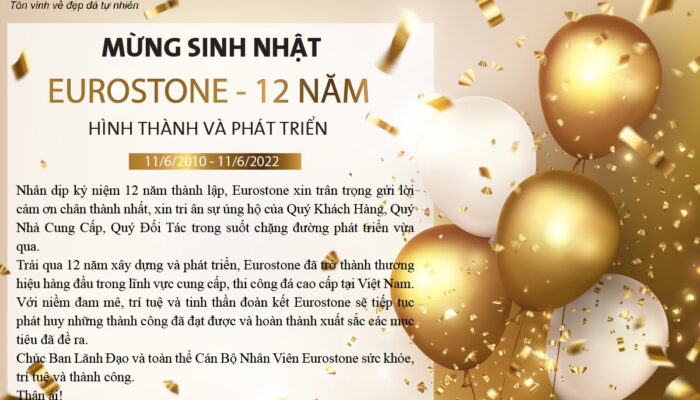 Tôn vinh vẻ đẹp đá tự nhiên
MỪNG SINH NHẬT
EUROSTONE - 12 NĂM
HÌNH THÀNH VÀ PHÁT TRIỂN
11/6/2010 - 11/6/2022
Nhân dịp kỷ niệm 12 năm thành lập, Eurostone xin trân trọng gửi lời
cảm ơn chân thành nhất, xin tri ân sự ủng hộ của Quý Khách Hàng, Quý
Nhà Cung Cấp, Quý Đối Tác trong suốt chặng đường phát triển vừa
qua.
Trải qua 12 năm xây dựng và phát triển, Eurostone đã trở thành thương
hiệu hàng đầu trong lĩnh vực cung cấp, thi công đá cao cấp tại Việt Nam.
Với niềm đam mê, trí tuệ và tinh thần đoàn kết Eurostone sẽ tiếp tục
phát huy những thành công đã đạt được và hoàn thành xuất sắc các mục
tiêu đã đề ra.
Chúc Ban Lãnh Đạo và toàn thể Cán Bộ Nhân Viên Eurostone sức khỏe,
trí tuệ và thành công.
Thân ái!